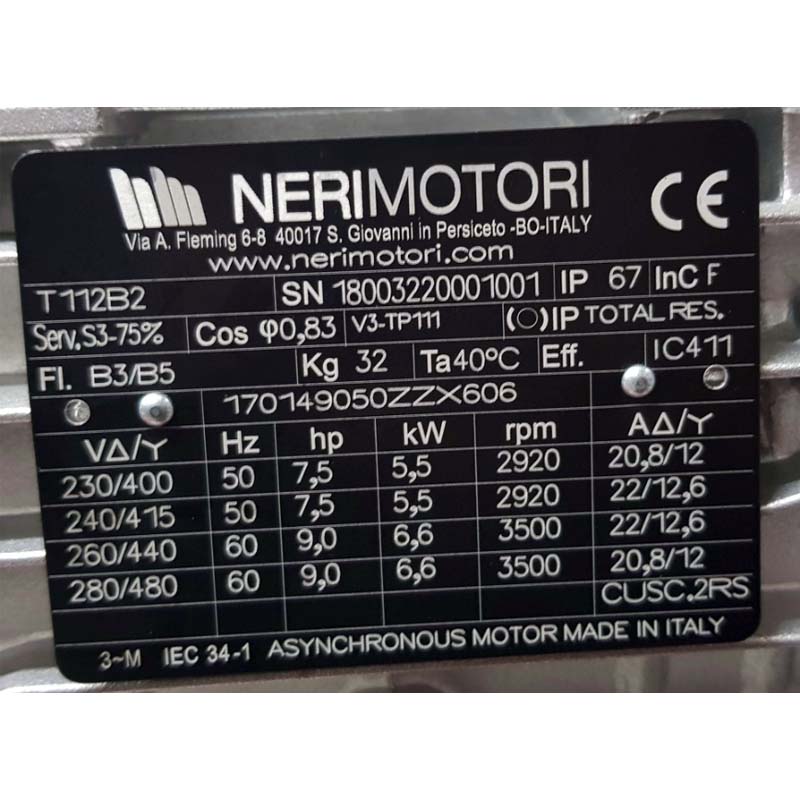 NERIMOTORI CE
Via A. Fleming 6-8 40017 S. Giovanni in Persiceto -BO-ITALY
www.nerimotori.com
T112B2 SN 18003220001001 IP 67 InCF
Serv.S3-75% Cos φ0,83 V3-TP111 (○)IP TOTAL RES.
Fl. B3/B5 Kg 32 Ta40°C Eff. IC411
170149050ZZX606
VΔ/Y Hz hp kW rpm AΔ/Y
230/400 50 7,5 5,5 2920 20,8/12
240/415 50 7,5 5,5 2920 22/12,6
260/440 60 9,0 6,6 3500 22/12,6
280/480 60 9,0 6,6 3500 20,8/12
CUSC.2RS
3~M IEC 34-1 ASYNCHRONOUS MOTOR MADE IN ITALY